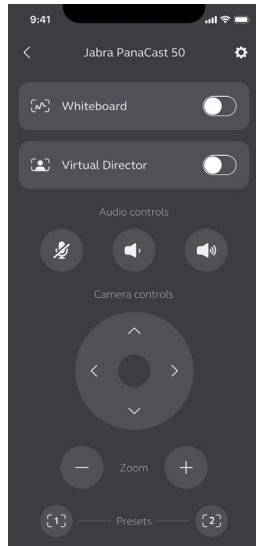 9:41
Jabra PanaCast 50
Whiteboard
Virtual Director
Audio controls
Camera controls
Zoom
1 Presets 2